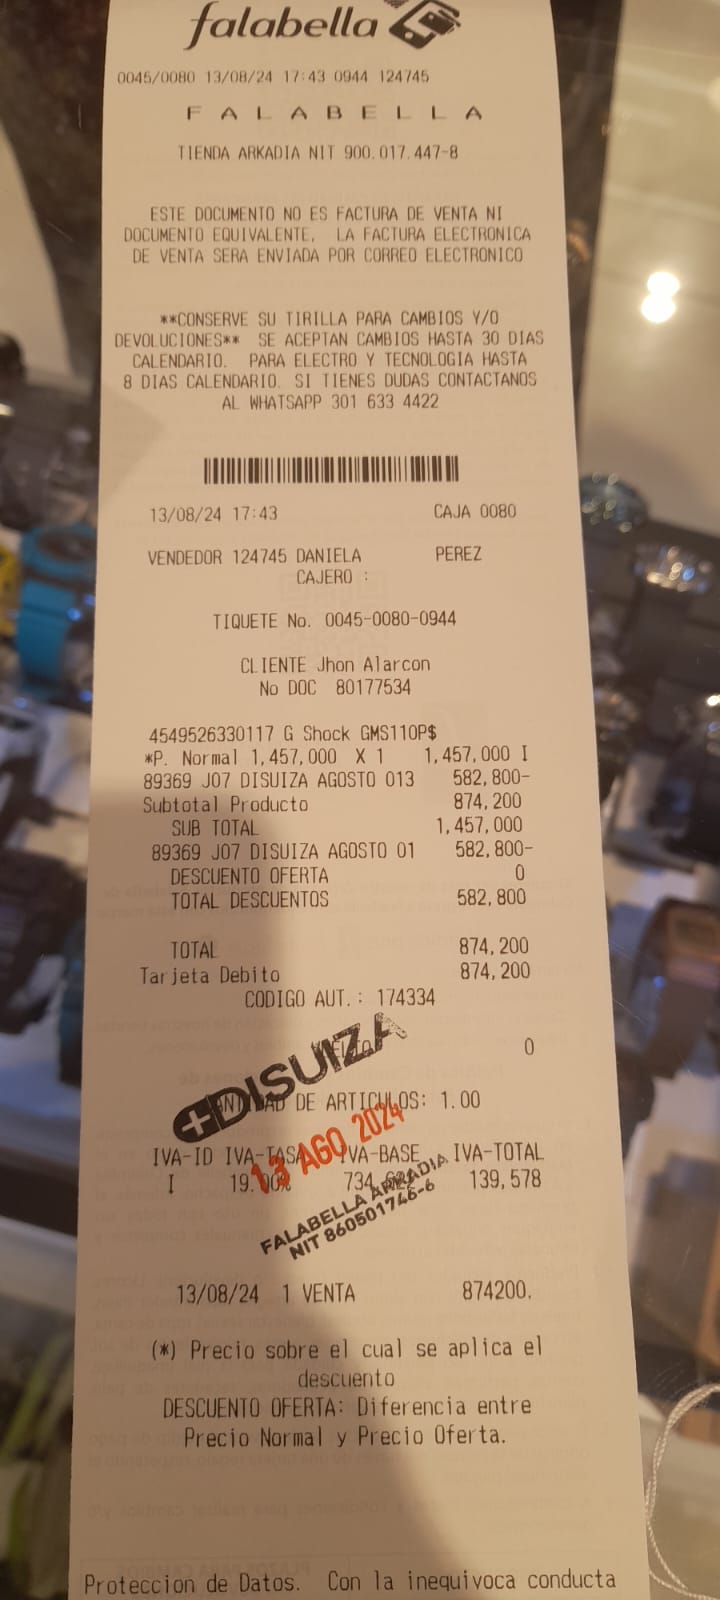 falabella
0045/0080 13/08/24 17:43 0944 124745
F A L A B E L L A
TIENDA ARKADIA NIT 900.017.447-8
ESTE DOCUMENTO NO ES FACTURA DE VENTA NI
DOCUMENTO EQUIVALENTE, LA FACTURA ELECTRONICA
DE VENTA SERA ENVIADA POR CORREO ELECTRONICO
**CONSERVE SU TIRILLA PARA CAMBIOS Y/O
DEVOLUCIONES** SE ACEPTAN CAMBIOS HASTA 30 DIAS
CALENDARIO. PARA ELECTRO Y TECNOLOGIA HASTA
8 DIAS CALENDARIO. SI TIENES DUDAS CONTACTANOS
AL WHATSAPP 301 633 4422
13/08/24 17:43 CAJA 0080
VENDEDOR 124745 DANIELA PEREZ
CAJERO :
TIQUETE No. 0045-0080-0944
CLIENTE Jhon Alarcon
No DOC 80177534
4549526330117 G Shock GMS110P$
*P. Normal 1,457,000 X 1 1,457,000 I
89369 J07 DISUIZA AGOSTO 013 582,800-
Subtotal Producto 874,200
SUB TOTAL 1,457,000
89369 J07 DISUIZA AGOSTO 01 582,800-
DESCUENTO OFERTA 0
TOTAL DESCUENTOS 582,800
TOTAL 874,200
Tarjeta Debito 874,200
CODIGO AUT.: 174334
0
DISUIZA
DE ARTICULOS: 1.00
13 AGO 2024
IVA-ID IVA-TASA IVA-BASE IVA-TOTAL
I 19.00% 139,578
FALABELLA ARKADIA
NIT 860501746-6
13/08/24 1 VENTA 874200.
(*) Precio sobre el cual se aplica el
descuento
DESCUENTO OFERTA: Diferencia entre
Precio Normal y Precio Oferta.
Proteccion de Datos. Con la inequivoca conducta